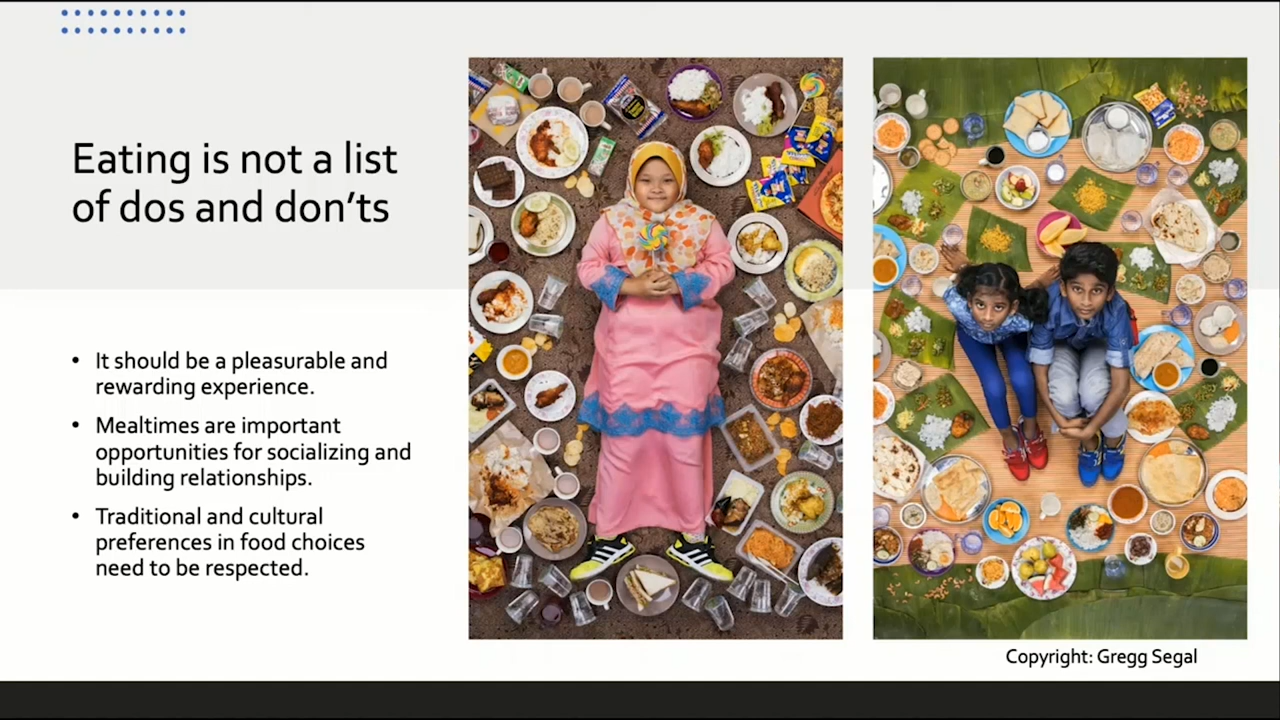 Eating is not a list
of dos and don'ts
• It should be a pleasurable and
rewarding experience.
• Mealtimes are important
opportunities for socializing and
building relationships.
• Traditional and cultural
preferences in food choices
need to be respected.
Copyright: Gregg Segal